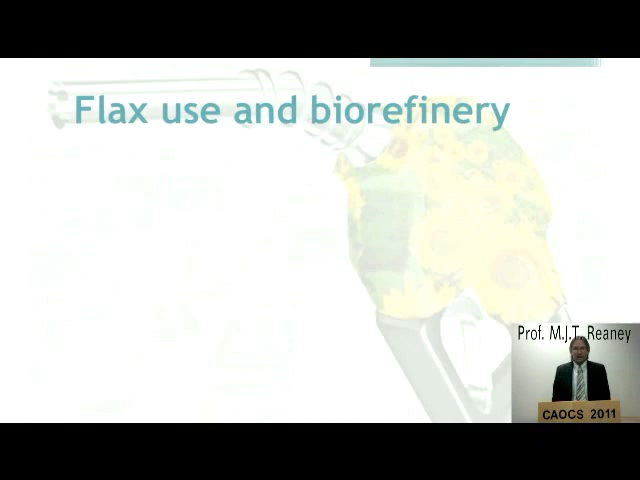 Flax use and biorefinery
Prof. M.J.T. Reaney
CAOCS 2011